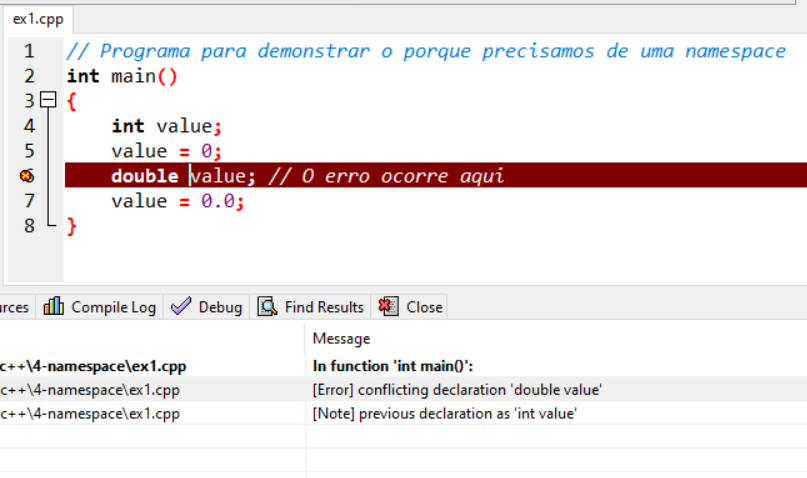 ex1.cpp
1 // Programa para demonstrar o porque precisamos de uma namespace
2 int main()
3 {
4 int value;
5 value = 0;
6 double value; // O erro ocorre aqui
7 value = 0.0;
8 }
urces Compile Log Debug Find Results Close
Message
c++\4-namespace\ex1.cpp In function 'int main()':
c++\4-namespace\ex1.cpp [Error] conflicting declaration 'double value'
c++\4-namespace\ex1.cpp [Note] previous declaration as 'int value'